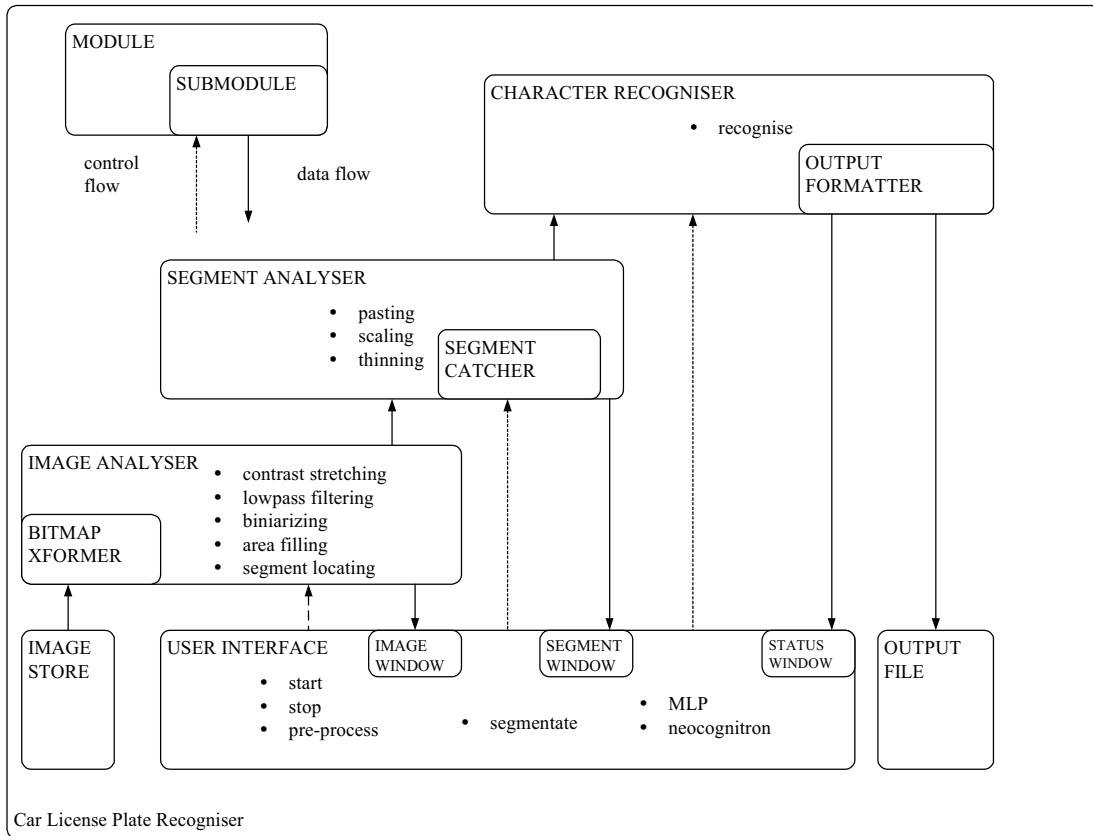 MODULE
SUBMODULE
control
flow
data flow
CHARACTER RECOGNISER
• recognise
OUTPUT
FORMATTER
SEGMENT ANALYSER
• pasting
• scaling
• thinning
SEGMENT
CATCHER
IMAGE ANALYSER
• contrast stretching
• lowpass filtering
• biniarizing
• area filling
• segment locating
BITMAP
XFORMER
IMAGE
STORE
USER INTERFACE
IMAGE
WINDOW
SEGMENT
WINDOW
STATUS
WINDOW
• start
• stop
• pre-process
• segmentate
• MLP
• neocognitron
OUTPUT
FILE
Car License Plate Recogniser